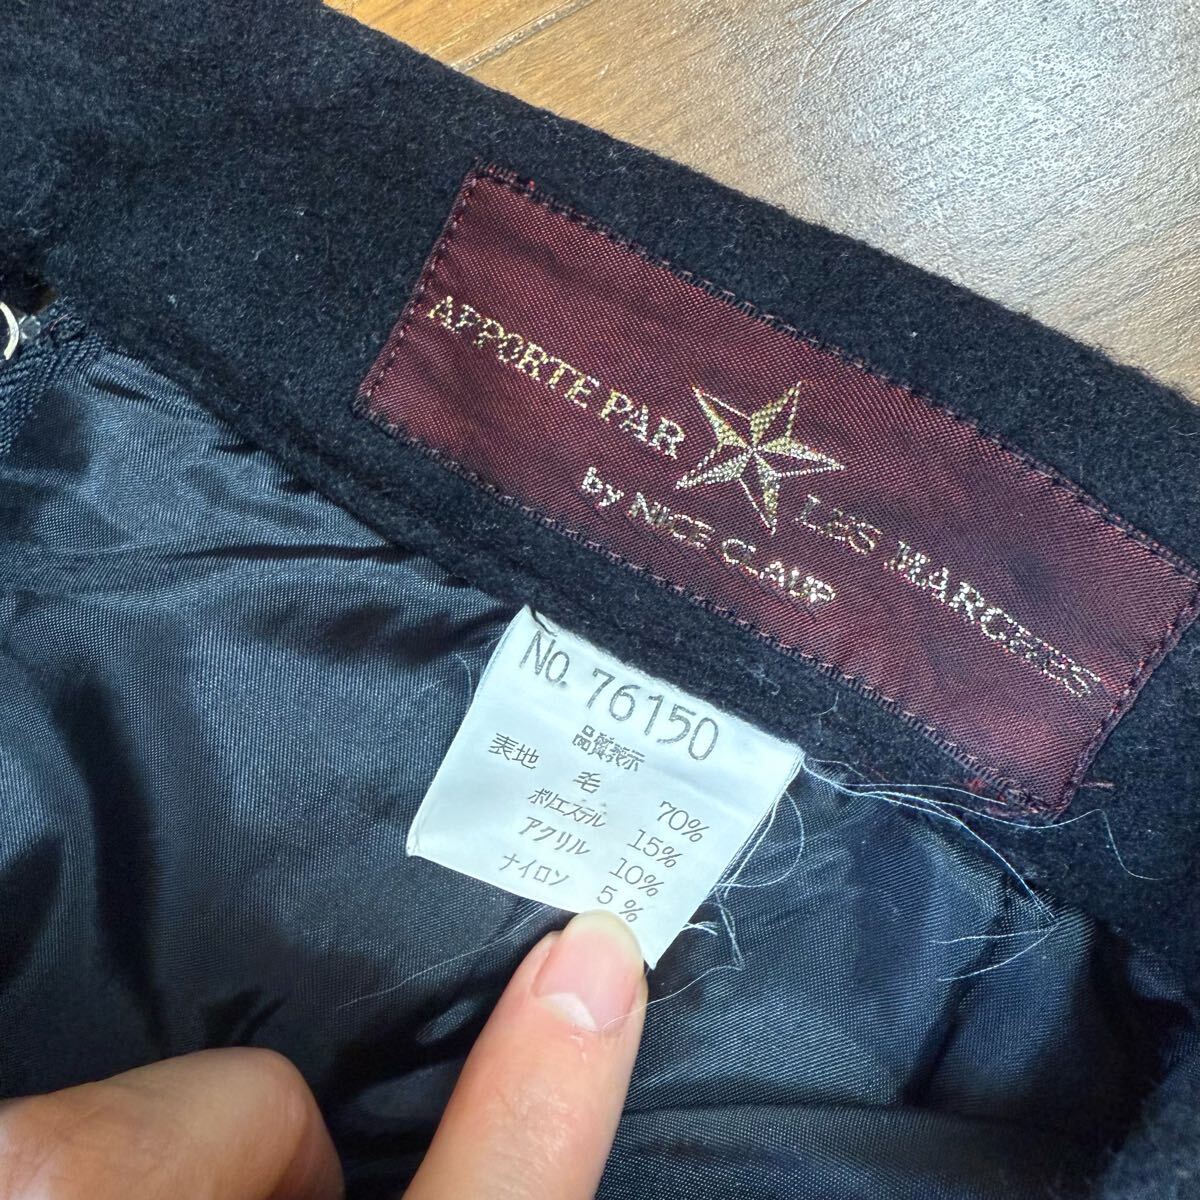 APPORTE PAR LES MARCHES
by NICE CLAUP
No. 76150
品質表示
表地 毛 70%
ポリエステル 15%
アクリル 10%
ナイロン 5%